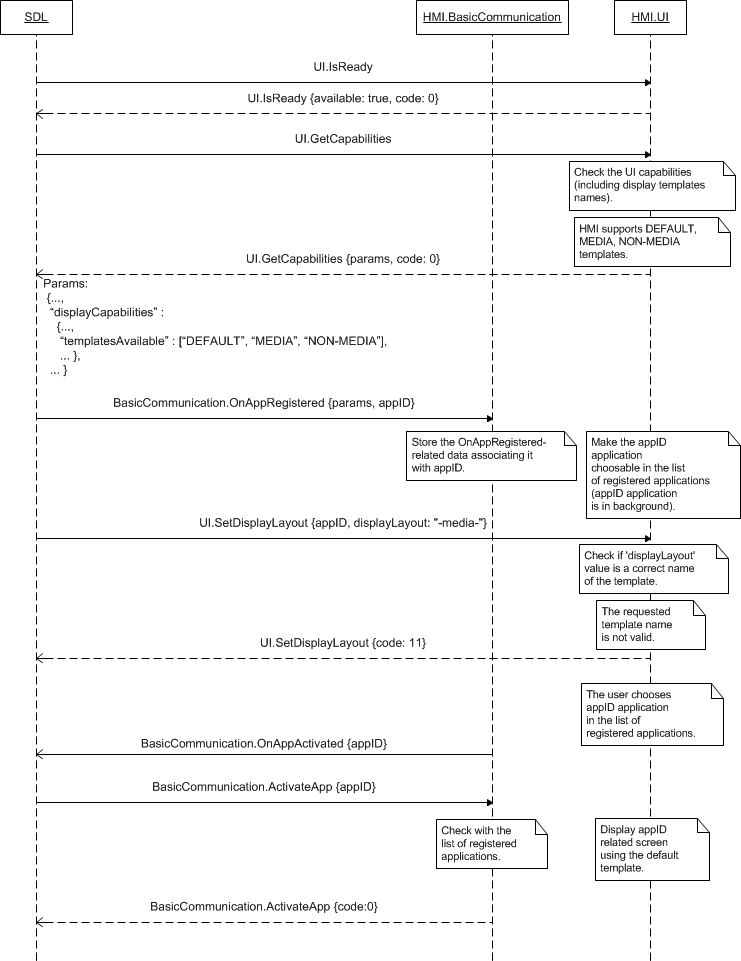 SDL
HMI.BasicCommunication
HMI.UI
UI.IsReady
UI.IsReady {available: true, code: 0}
UI.GetCapabilities
Check the UI capabilities
(including display templates
names).
HMI supports DEFAULT,
MEDIA, NON-MEDIA
templates.
UI.GetCapabilities {params, code: 0}
Params:
{...,
“displayCapabilities” :
{...,
“templatesAvailable” : [“DEFAULT”, “MEDIA”, “NON-MEDIA”],
... },
... }
BasicCommunication.OnAppRegistered {params, appID}
Store the OnAppRegistered-
related data associating it
with appID.
Make the appID
application
choosable in the list
of registered applications
(appID application
is in background).
UI.SetDisplayLayout {appID, displayLayout: "-media-"}
Check if 'displayLayout'
value is a correct name
of the template.
The requested
template name
is not valid.
UI.SetDisplayLayout {code: 11}
The user chooses
appID application
in the list of
registered applications.
BasicCommunication.OnAppActivated {appID}
BasicCommunication.ActivateApp {appID}
Check with the
list of registered
applications.
Display appID
related screen
using the default
template.
BasicCommunication.ActivateApp {code:0}